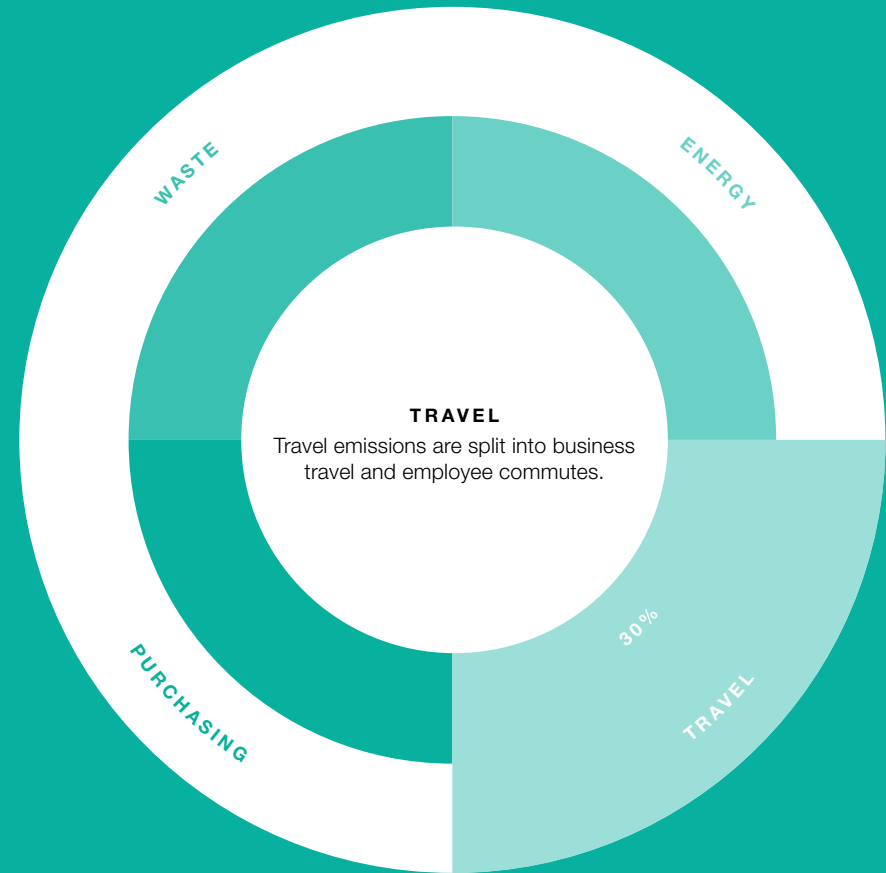 WASTE
ENERGY
TRAVEL
Travel emissions are split into business
travel and employee commutes.
30%
TRAVEL
PURCHASING